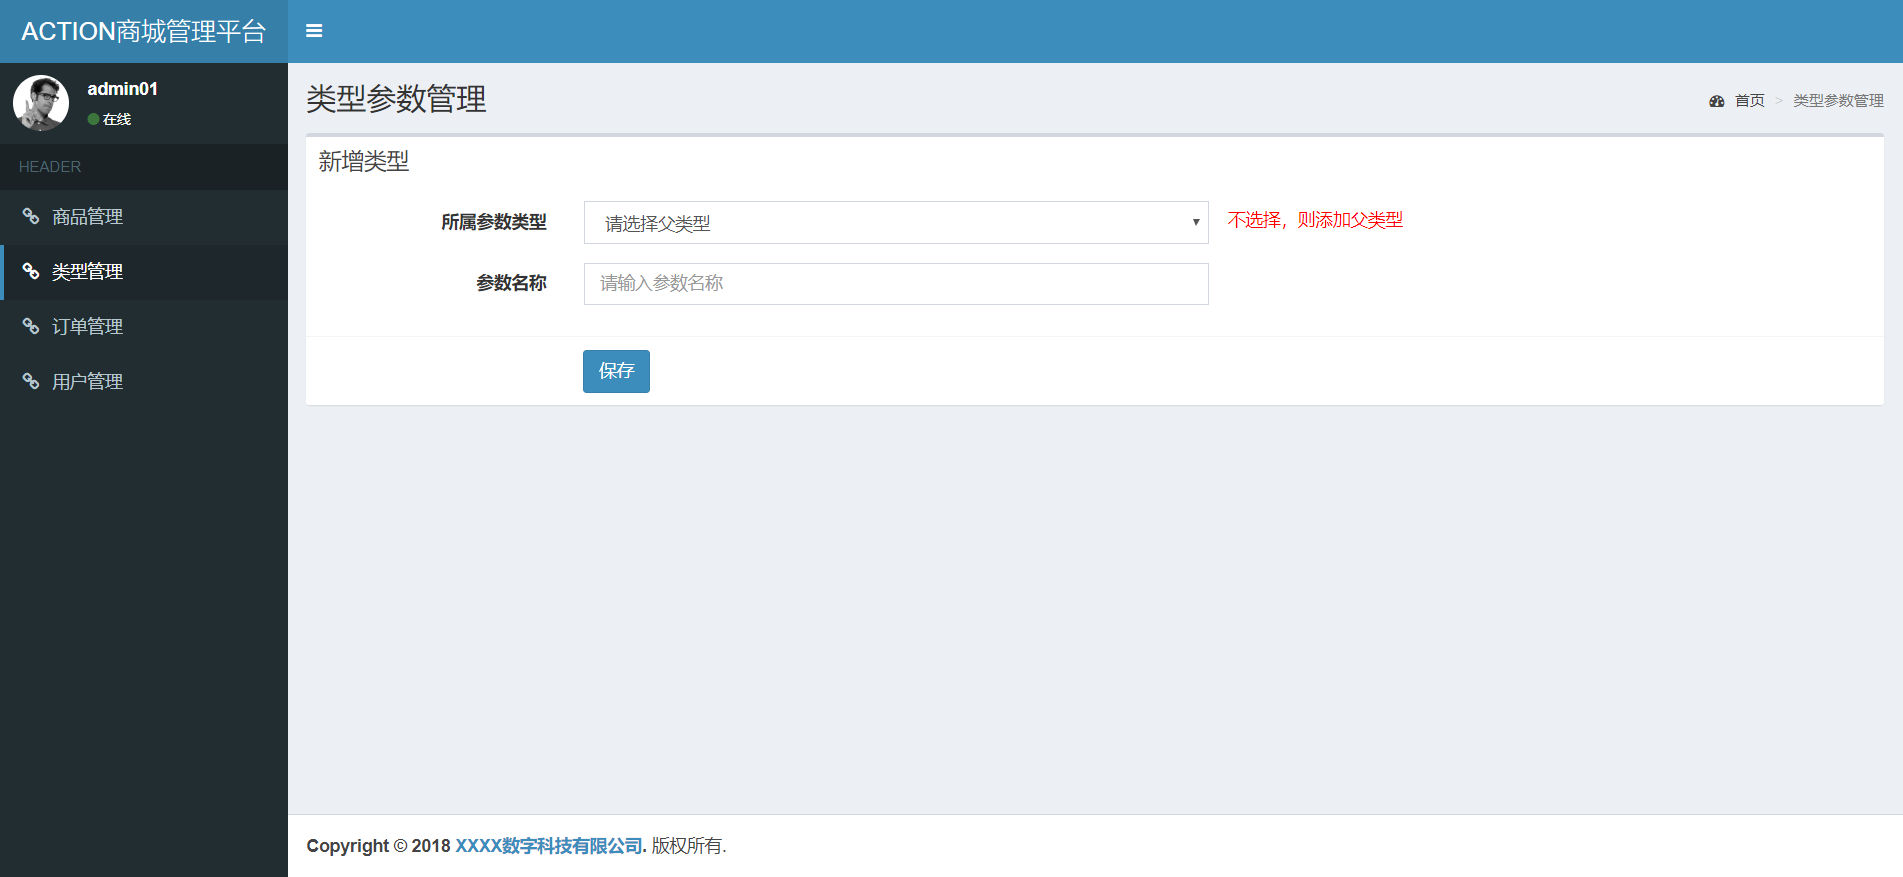 ACTION商城管理平台
admin01
在线
HEADER
商品管理
类型管理
订单管理
用户管理
类型参数管理
首页 > 类型参数管理
新增类型
所属参数类型 请选择父类型 不选择，则添加父类型
参数名称 请输入参数名称
保存
Copyright © 2018 XXXX数字科技有限公司. 版权所有.